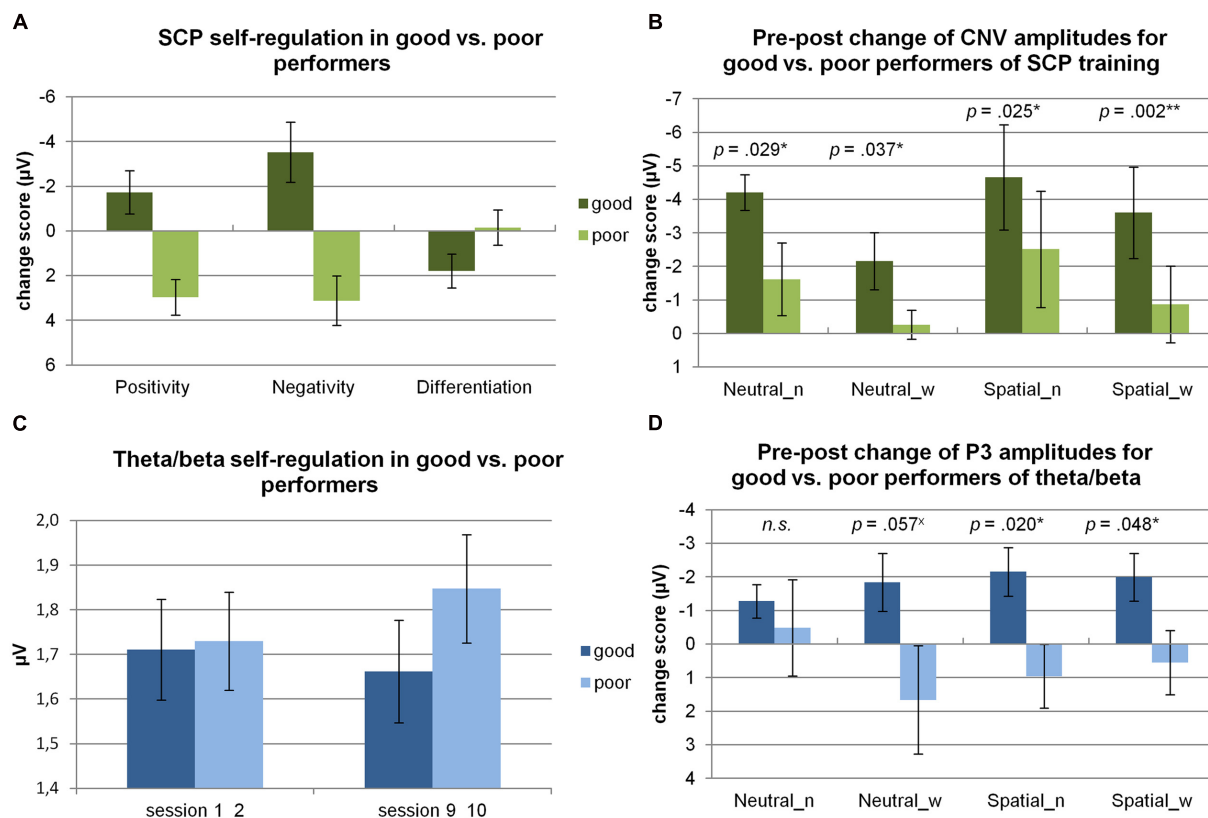 A
SCP self-regulation in good vs. poor
performers
change score (µV)
-6
-4
-2
0
2
4
6
Positivity
Negativity
Differentiation
good
poor
B
Pre-post change of CNV amplitudes for
good vs. poor performers of SCP training
change score (µV)
-7
-6
-5
-4
-3
-2
-1
0
1
p = .029*
p = .037*
p = .025*
p = .002**
Neutral_n
Neutral_w
Spatial_n
Spatial_w
C
Theta/beta self-regulation in good vs. poor
performers
µV
2,0
1,9
1,8
1,7
1,6
1,5
1,4
session 1 2
session 9 10
good
poor
D
Pre-post change of P3 amplitudes for
good vs. poor performers of theta/beta
change score (µV)
-4
-3
-2
-1
0
1
2
3
4
n.s.
p = .057ˣ
p = .020*
p = .048*
Neutral_n
Neutral_w
Spatial_n
Spatial_w